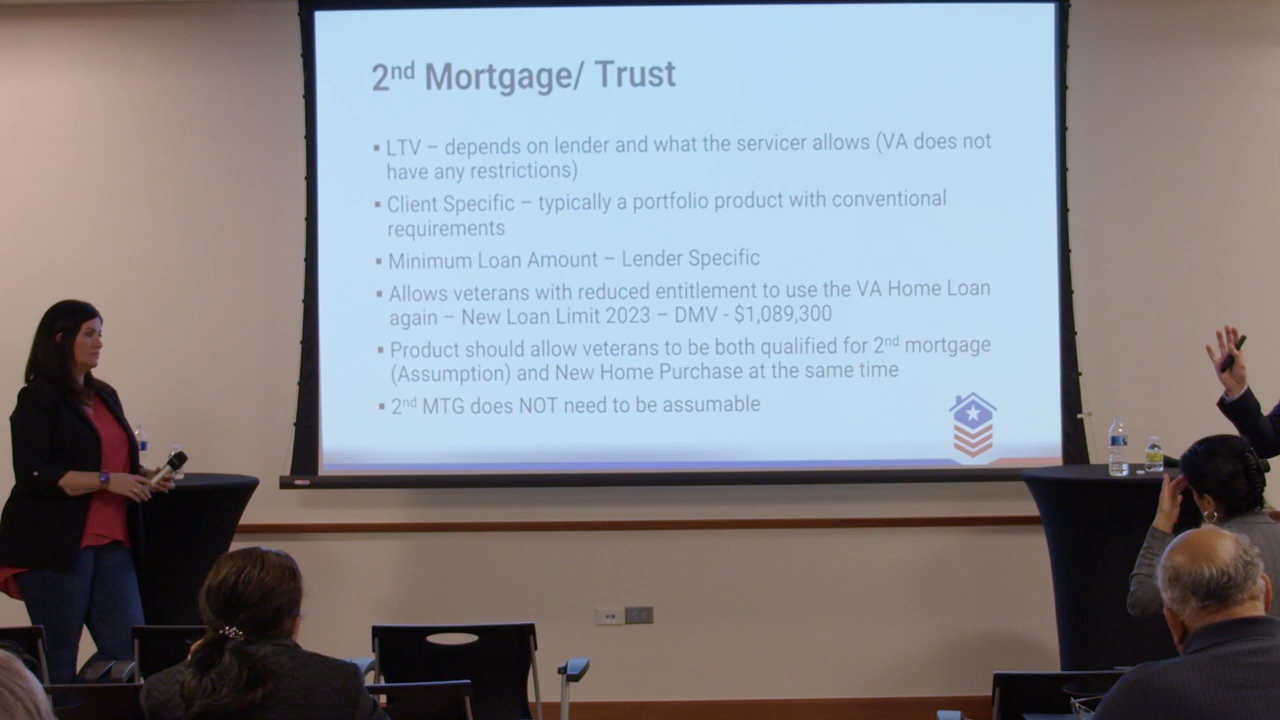 2nd Mortgage/ Trust
▪ LTV – depends on lender and what the servicer allows (VA does not
have any restrictions)
▪ Client Specific – typically a portfolio product with conventional
requirements
▪ Minimum Loan Amount – Lender Specific
▪ Allows veterans with reduced entitlement to use the VA Home Loan
again – New Loan Limit 2023 – DMV - $1,089,300
▪ Product should allow veterans to be both qualified for 2nd mortgage
(Assumption) and New Home Purchase at the same time
▪ 2nd MTG does NOT need to be assumable